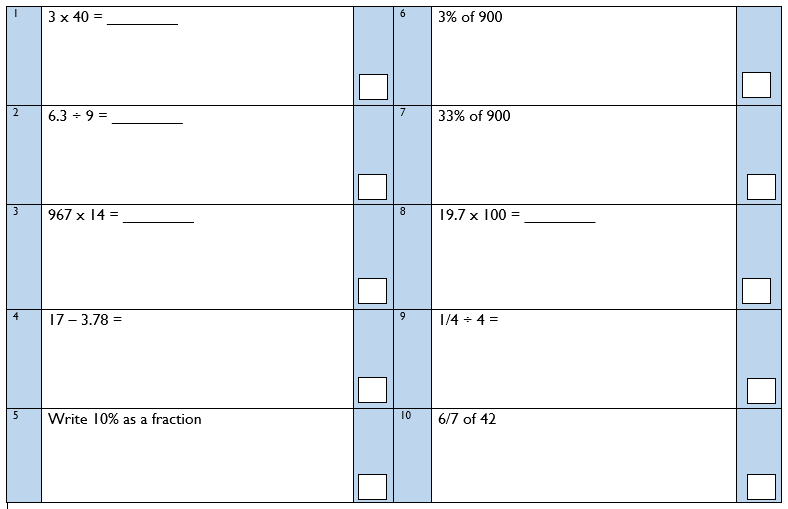 1 3 x 40 = _________
6 3% of 900
2 6.3 ÷ 9 = _________
7 33% of 900
3 967 x 14 = _________
8 19.7 x 100 = _________
4 17 – 3.78 =
9 1/4 ÷ 4 =
5 Write 10% as a fraction
10 6/7 of 42